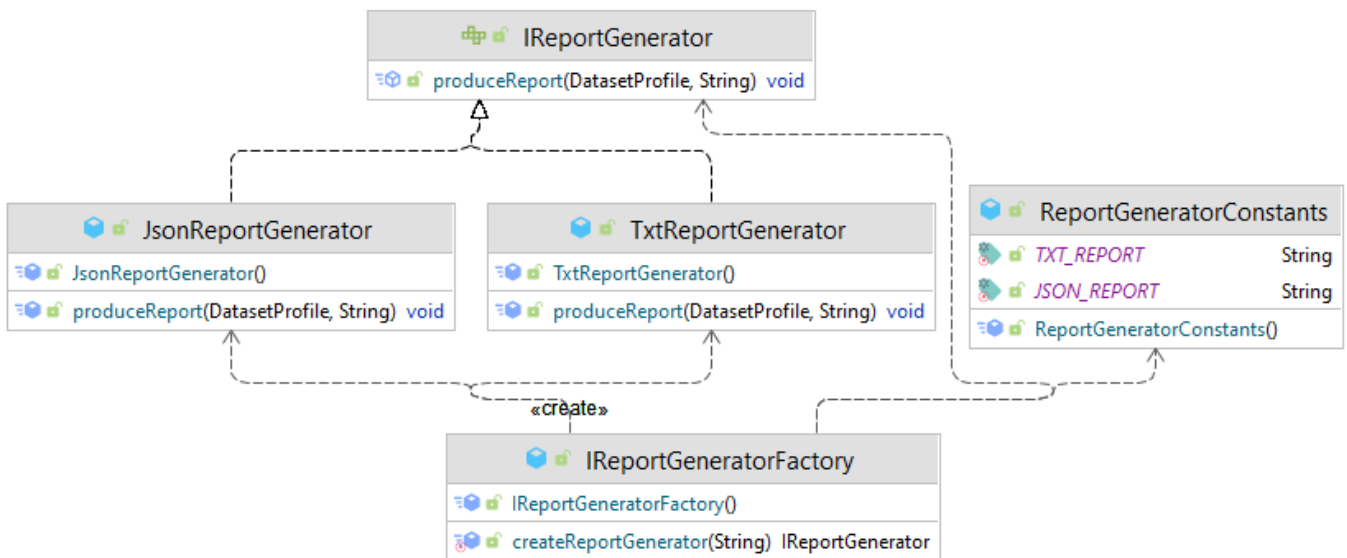 IReportGenerator
produceReport(DatasetProfile, String) void
JsonReportGenerator
JsonReportGenerator()
produceReport(DatasetProfile, String) void
TxtReportGenerator
TxtReportGenerator()
produceReport(DatasetProfile, String) void
ReportGeneratorConstants
TXT_REPORT String
JSON_REPORT String
ReportGeneratorConstants()
«create»
IReportGeneratorFactory
IReportGeneratorFactory()
createReportGenerator(String) IReportGenerator